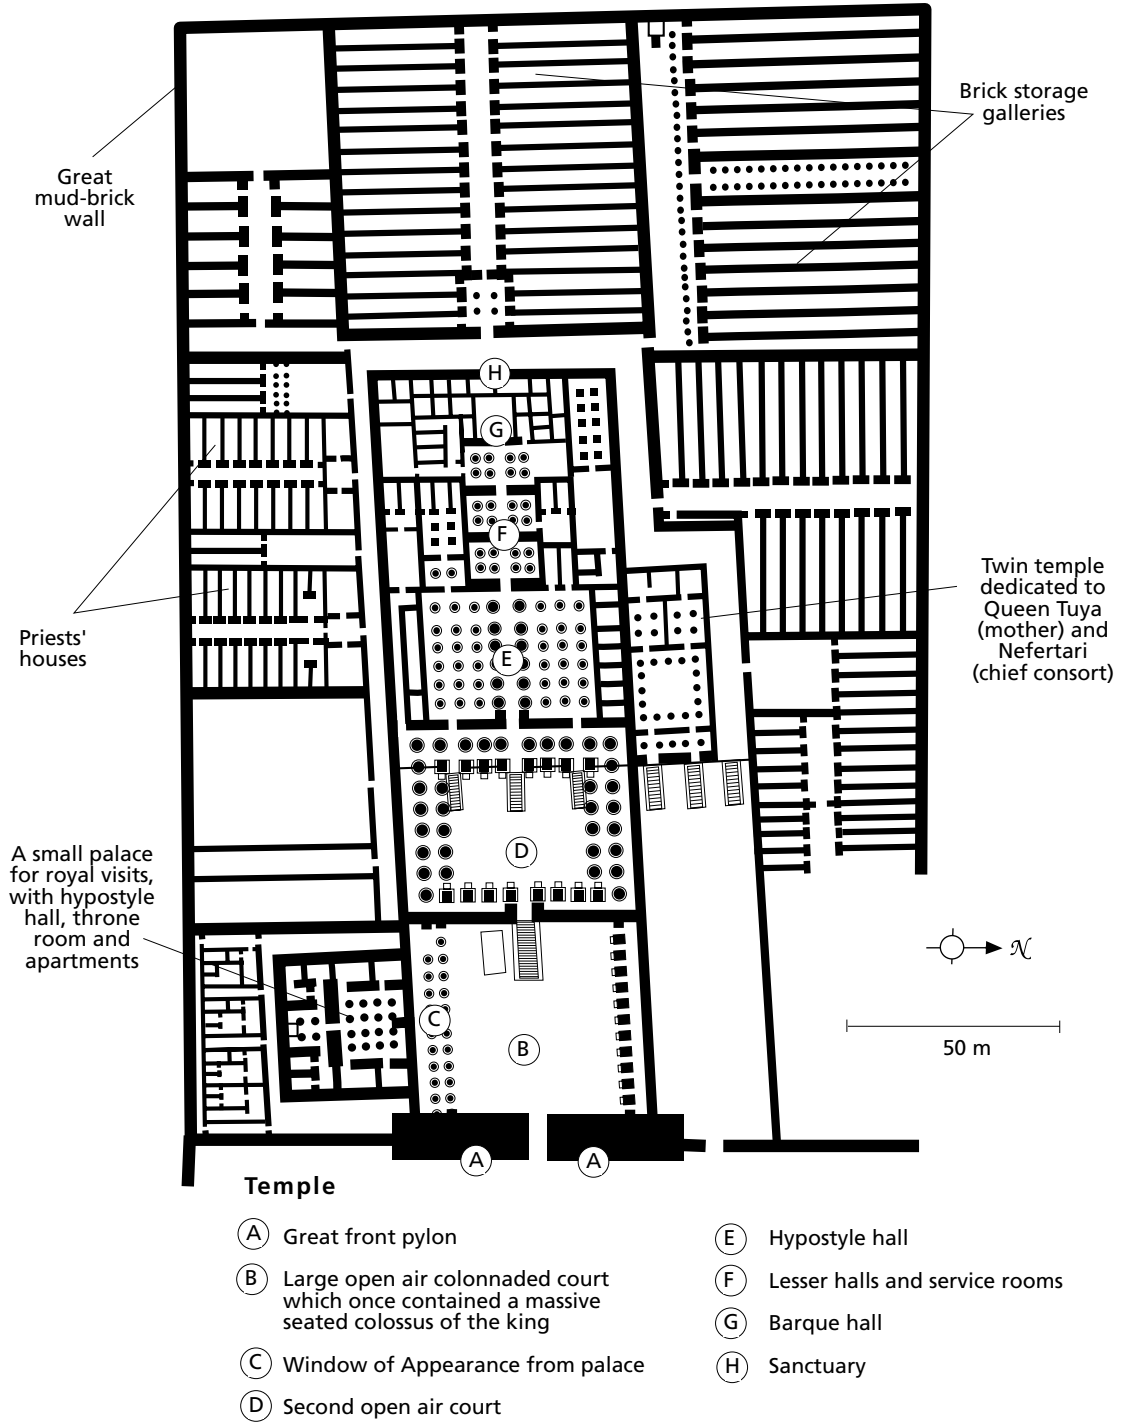 Brick storage
galleries
Great
mud-brick
wall
H
G
F
Twin temple
dedicated to
Queen Tuya
(mother) and
Nefertari
(chief consort)
Priests'
houses
E
D
A small palace
for royal visits,
with hypostyle
hall, throne
room and
apartments
N
C
B
50 m
A
A
Temple
A Great front pylon
B Large open air colonnaded court
which once contained a massive
seated colossus of the king
C Window of Appearance from palace
D Second open air court
E Hypostyle hall
F Lesser halls and service rooms
G Barque hall
H Sanctuary